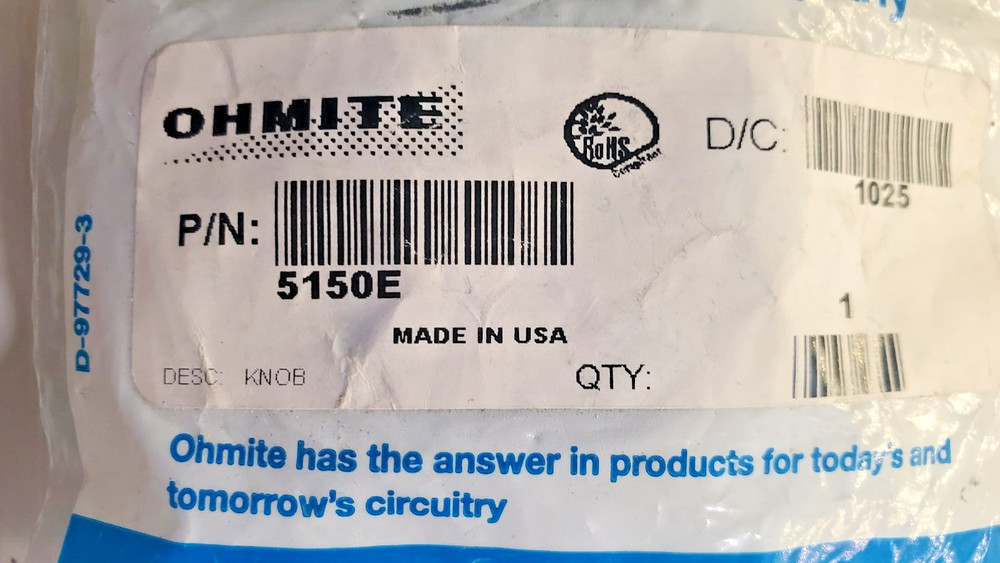 OHMITE
RoHS
Compliant
D/C:
1025
P/N:
5150E
1
MADE IN USA
DESC: KNOB
QTY:
D-97729-3
Ohmite has the answer in products for today's and
tomorrow's circuitry